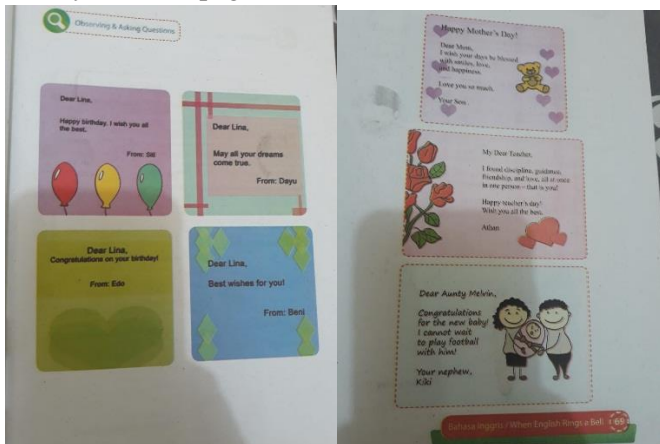 Observing & Asking Questions
Dear Lina,
Happy birthday. I wish you all
the best.
From: Siti
Dear Lina,
May all your dreams
come true.
From: Dayu
Dear Lina,
Congratulations on your birthday!
From: Edo
Dear Lina,
Best wishes for you!
From: Beni
Happy Mother's Day!
Dear Mom,
I wish your days be blessed
with smiles, love,
and happiness.
I love you so much.
Your Son
My Dear Teacher,
I found discipline, guidance,
friendship, and love, all at once
in one person – that is you!
Happy teacher's day!
Wish you all the best.
Athan
Dear Aunty Melvin,
Congratulations
for the new baby!
I cannot wait
to play football
with him!
Your nephew,
Kiki
Bahasa Inggris / When English Rings a Bell